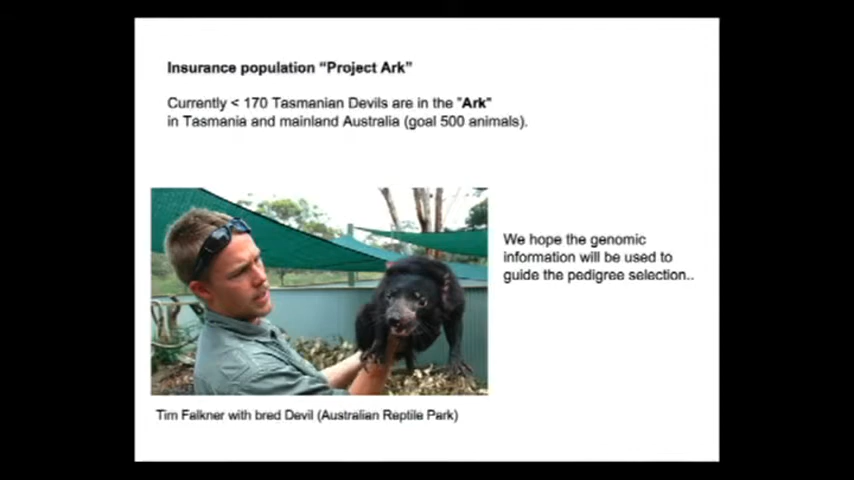 Insurance population “Project Ark”
Currently < 170 Tasmanian Devils are in the "Ark"
in Tasmania and mainland Australia (goal 500 animals).
We hope the genomic
information will be used to
guide the pedigree selection..
Tim Falkner with bred Devil (Australian Reptile Park)